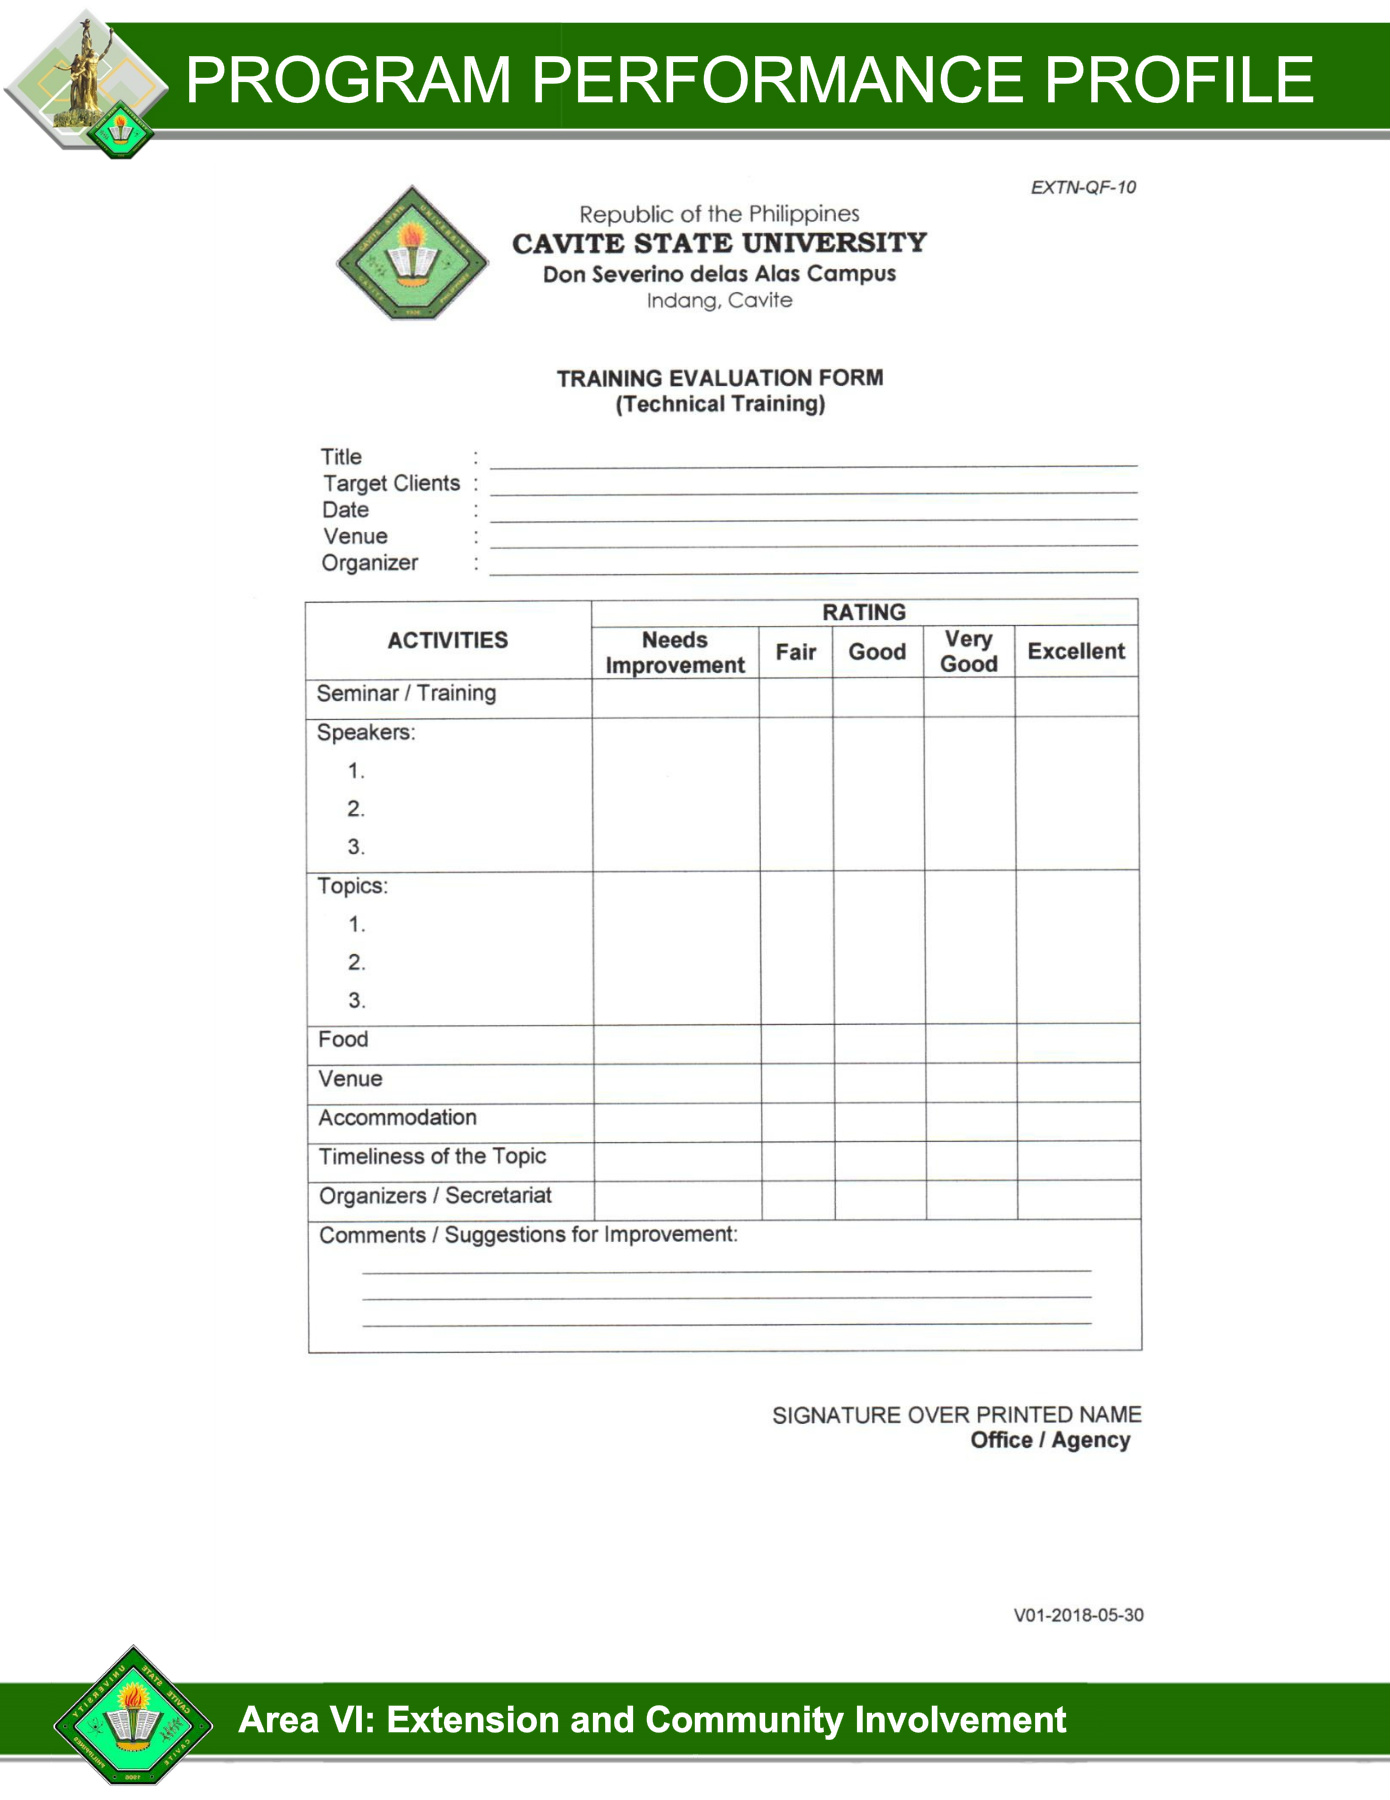 PROGRAM PERFORMANCE PROFILE
EXTN-QF-10
Republic of the Philippines
CAVITE STATE UNIVERSITY
Don Severino delas Alas Campus
Indang, Cavite
TRAINING EVALUATION FORM
(Technical Training)
Title :
Target Clients :
Date :
Venue :
Organizer :
ACTIVITIES
RATING
Needs Improvement Fair Good Very Good Excellent
Seminar / Training
Speakers:
1.
2.
3.
Topics:
1.
2.
3.
Food
Venue
Accommodation
Timeliness of the Topic
Organizers / Secretariat
Comments / Suggestions for Improvement:
SIGNATURE OVER PRINTED NAME
Office / Agency
V01-2018-05-30
Area VI: Extension and Community Involvement